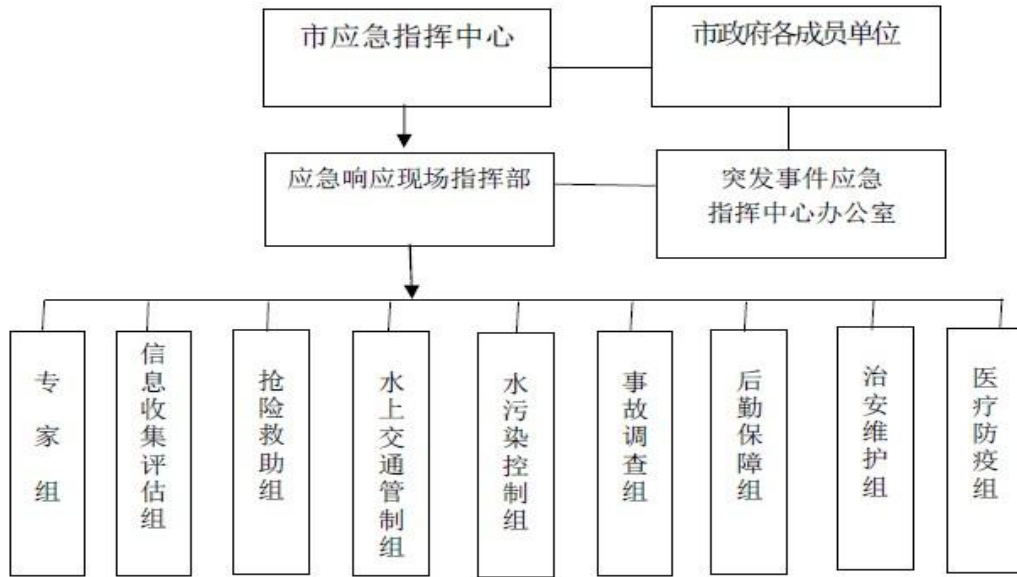 市应急指挥中心
市政府各成员单位
应急响应现场指挥部
突发事件应急
指挥中心办公室
专家组
信息收集评估组
抢险救助组
水上交通管制组
水污染控制组
事故调查组
后勤保障组
治安维护组
医疗防疫组